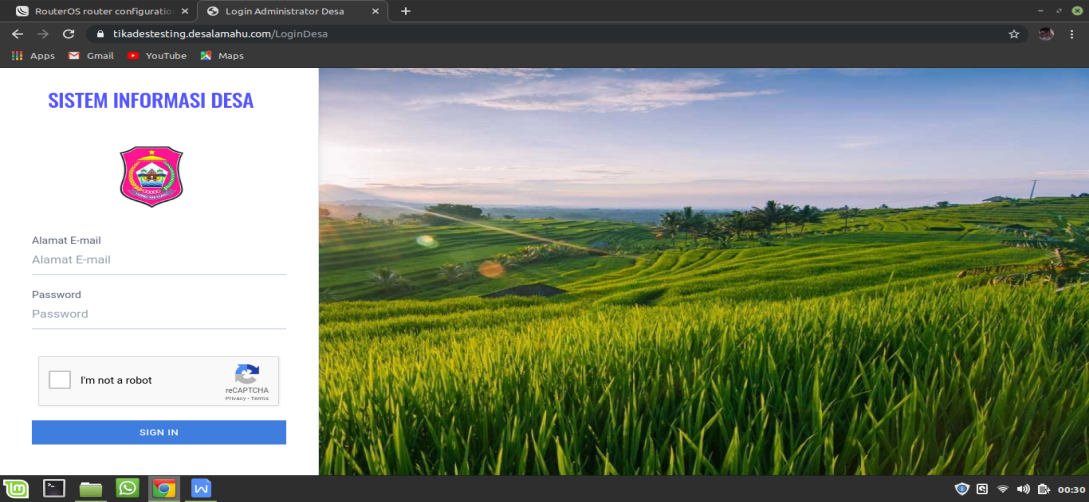 RouterOS router configuratio
Login Administrator Desa
tikadestesting.desalamahu.com/LoginDesa
Apps
Gmail
YouTube
Maps
SISTEM INFORMASI DESA
Alamat E-mail
Alamat E-mail
Password
Password
I'm not a robot
reCAPTCHA
Privacy - Terms
SIGN IN
00:30